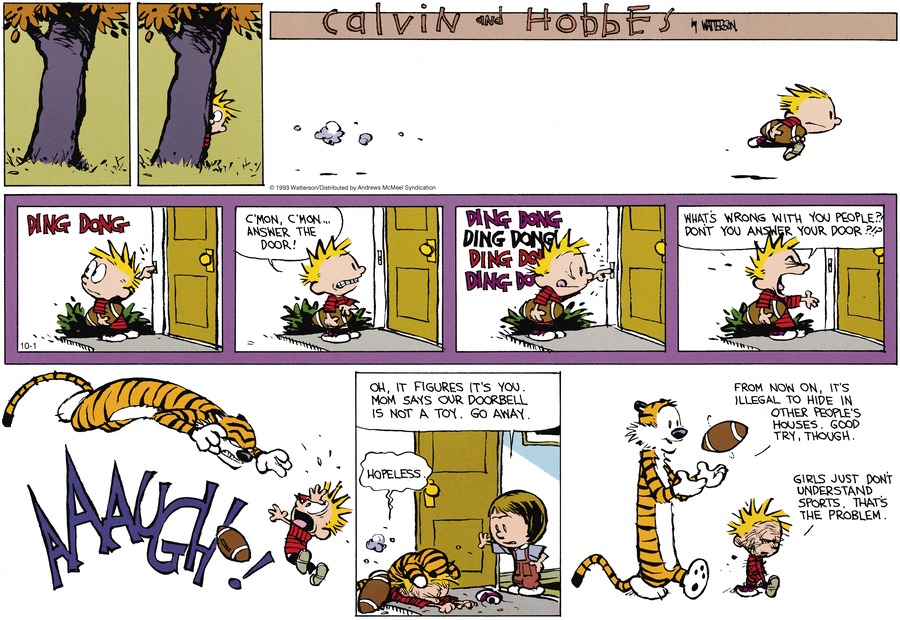 CALVIN and HOBBES by WATTERSON
© 1993 Watterson/Distributed by Andrews McMeel Syndication
DING DONG
10-1
C'MON, C'MON...
ANSWER THE
DOOR!
DING DONG
DING DONG
DING DO
DING DO
WHAT'S WRONG WITH YOU PEOPLE?
DON'T YOU ANSWER YOUR DOOR?!?
AAAAUGH!!
OH, IT FIGURES IT'S YOU.
MOM SAYS OUR DOORBELL
IS NOT A TOY. GO AWAY.
HOPELESS
FROM NOW ON, IT'S
ILLEGAL TO HIDE IN
OTHER PEOPLE'S
HOUSES. GOOD
TRY, THOUGH.
GIRLS JUST DON'T
UNDERSTAND
SPORTS. THAT'S
THE PROBLEM.